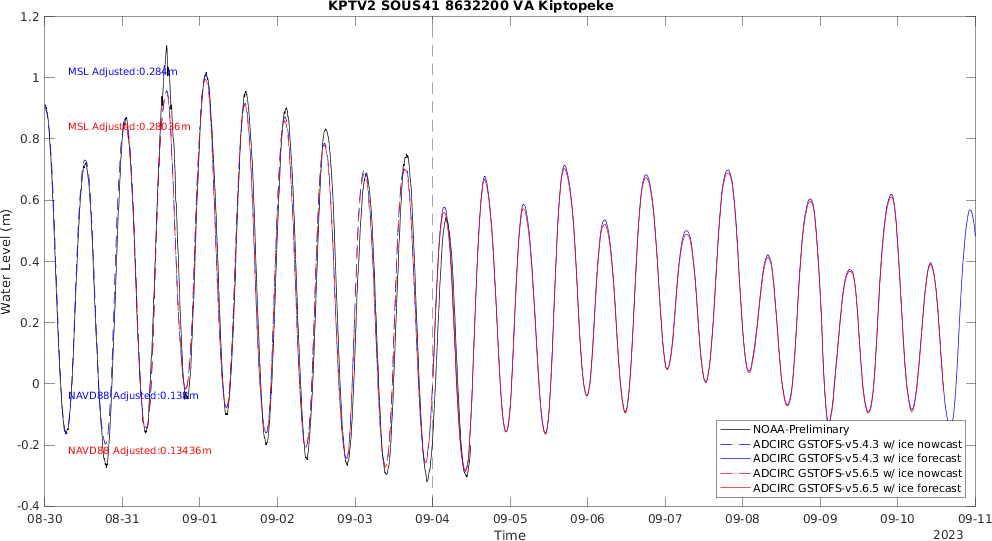 KPTV2 SOUS41 8632200 VA Kiptopeke
1.2
1
0.8
0.6
0.4
0.2
0
-0.2
-0.4
Water Level (m)
MSL Adjusted:0.284m
MSL Adjusted:0.28036m
NAVD88 Adjusted:0.138m
NAVD88 Adjusted:0.13436m
NOAA-Preliminary
ADCIRC GSTOFS-v5.4.3 w/ ice nowcast
ADCIRC GSTOFS-v5.4.3 w/ ice forecast
ADCIRC GSTOFS-v5.6.5 w/ ice nowcast
ADCIRC GSTOFS-v5.6.5 w/ ice forecast
08-30 08-31 09-01 09-02 09-03 09-04 09-05 09-06 09-07 09-08 09-09 09-10 09-11
Time
2023